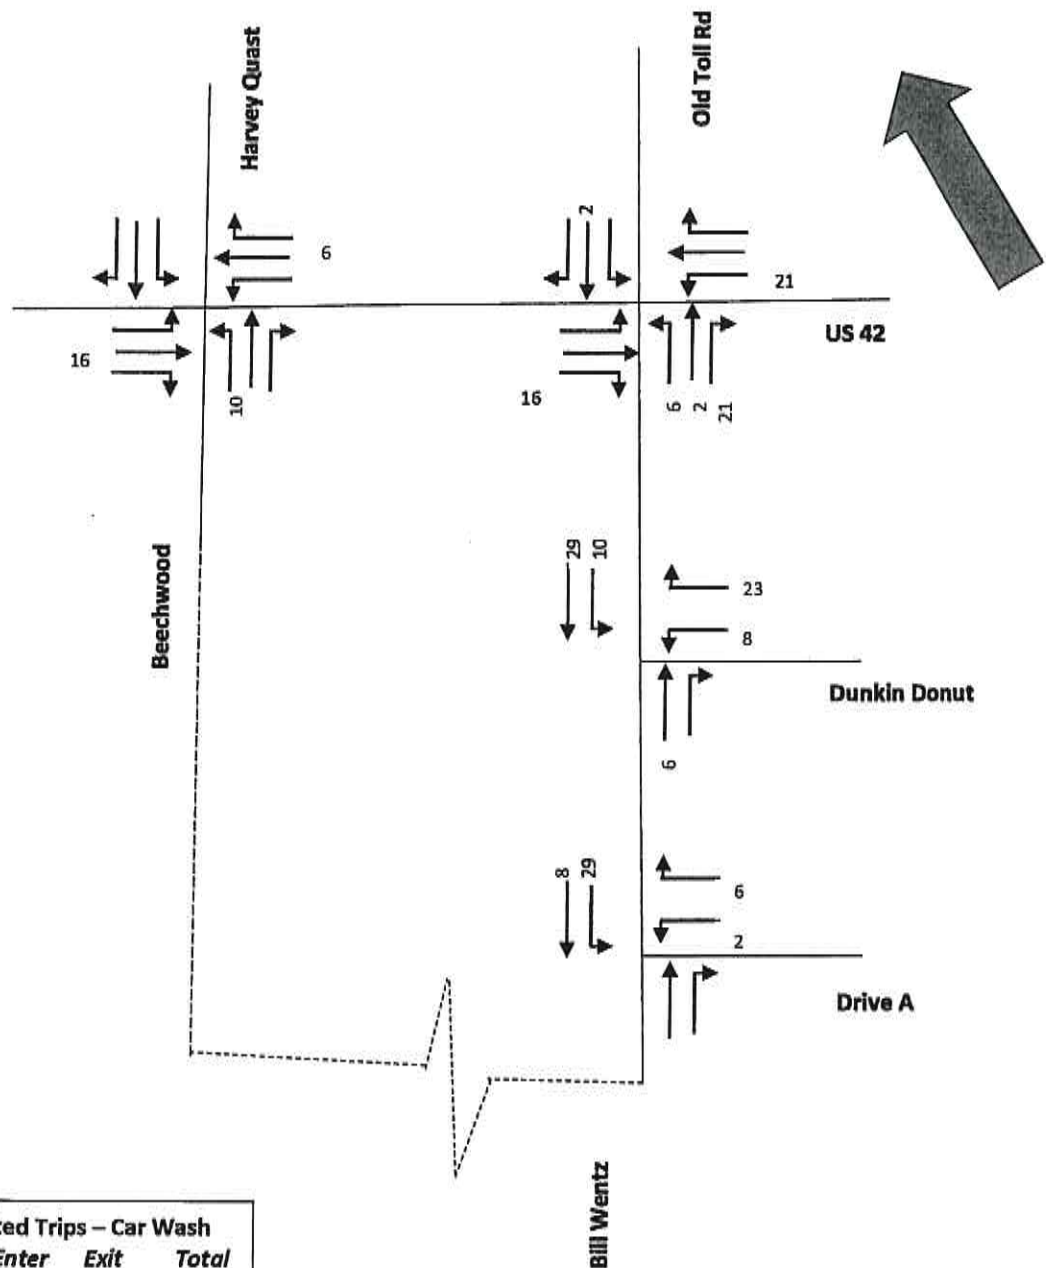 Harvey Quast
Old Toll Rd
2
6
21
US 42
16
16
10
6
2
21
Beechwood
29
10
23
8
Dunkin Donut
6
8
29
6
2
Drive A
Bill Wentz
Trips – Car Wash
Enter Exit Total